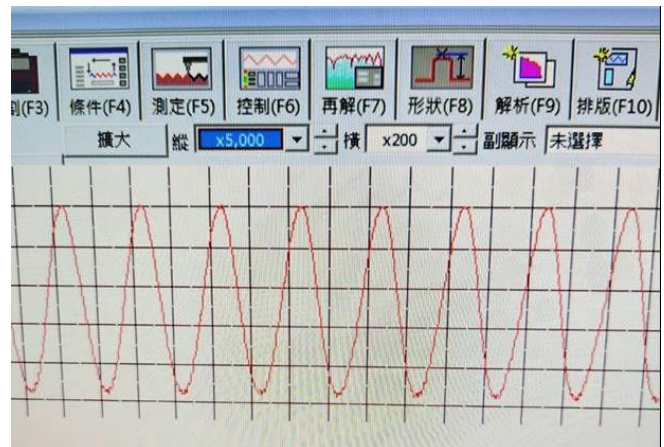 (F3) 條件(F4) 測定(F5) 控制(F6) 再解(F7) 形狀(F8) 解析(F9) 排版(F10)
擴大 縱 x5,000 橫 x200 副顯示 未選擇